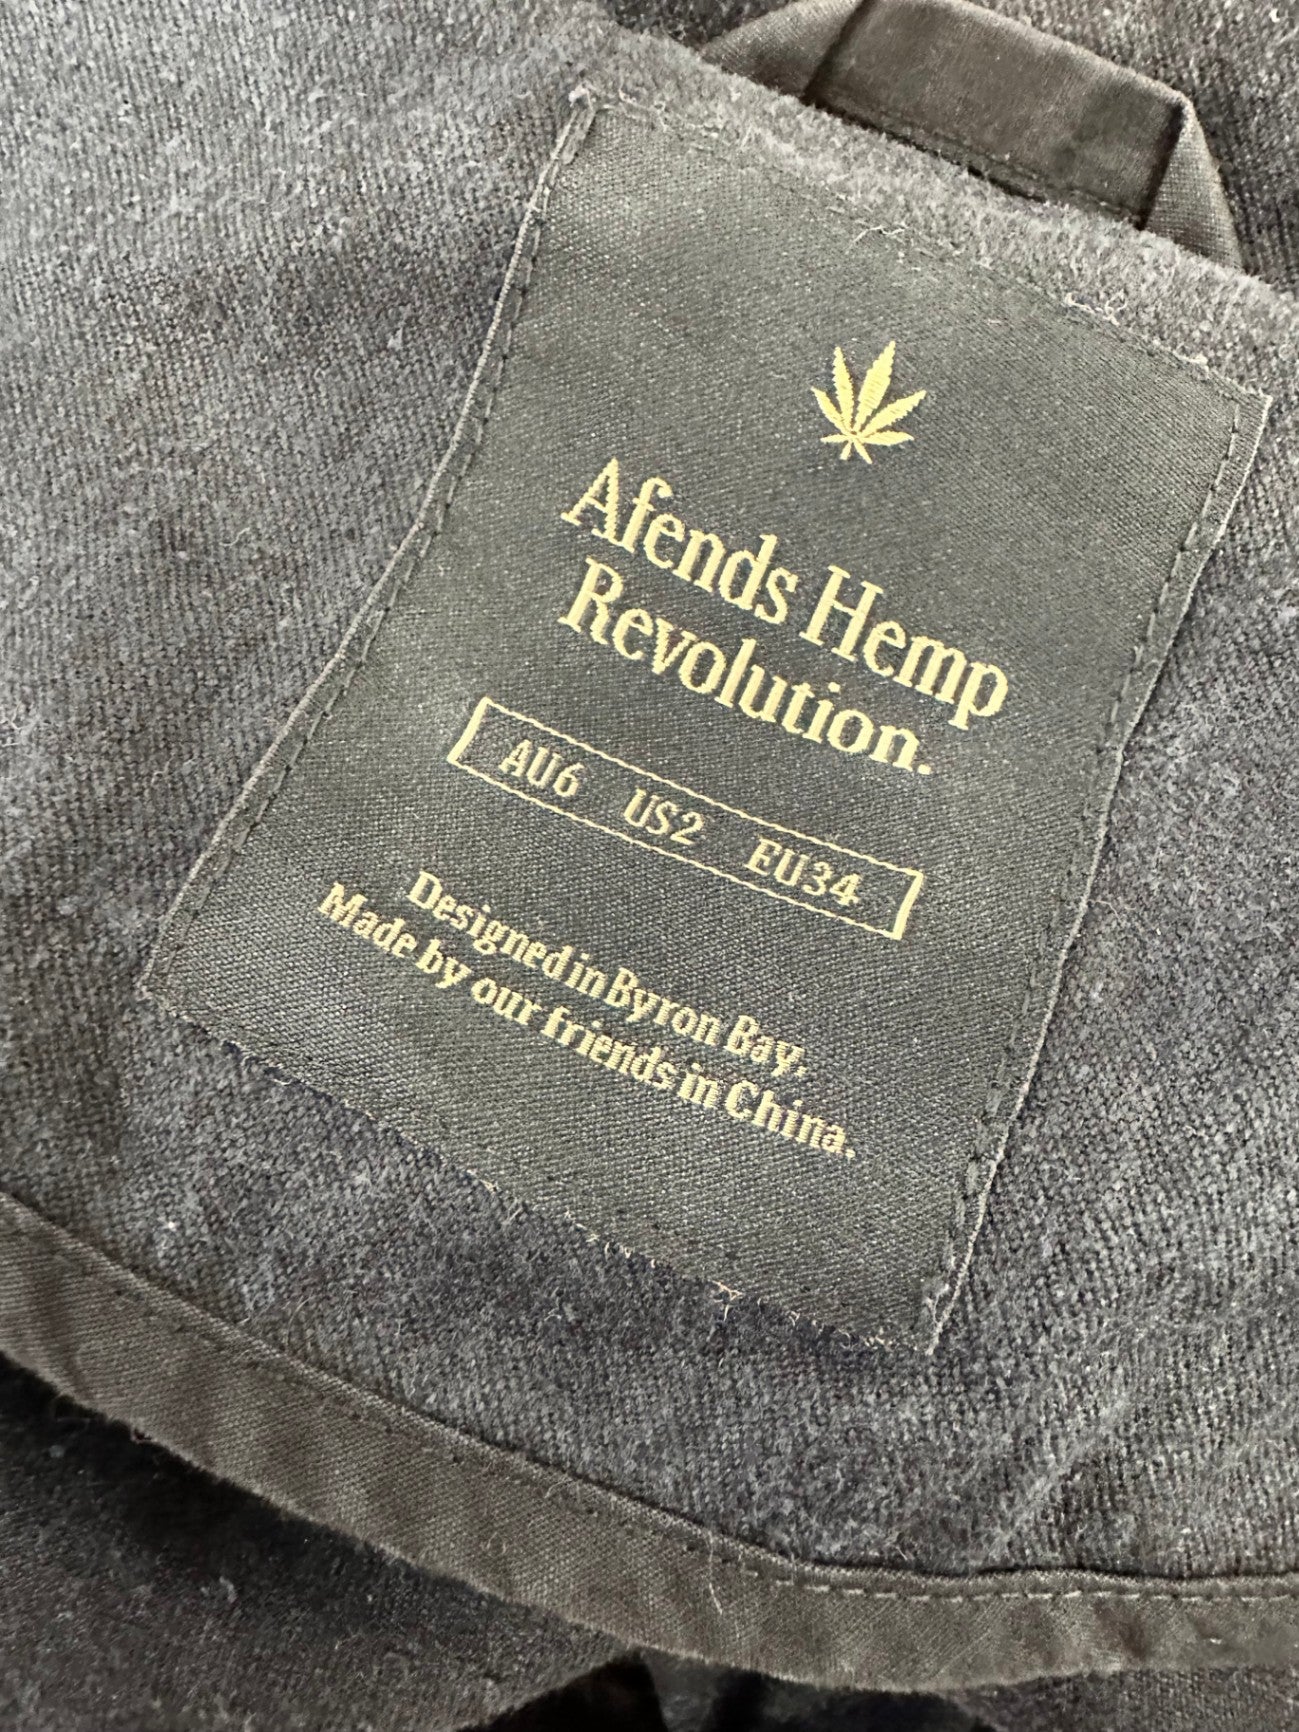 Afends Hemp
Revolution.
AU6 US2 EU34
Designed in Byron Bay.
Made by our friends in China.